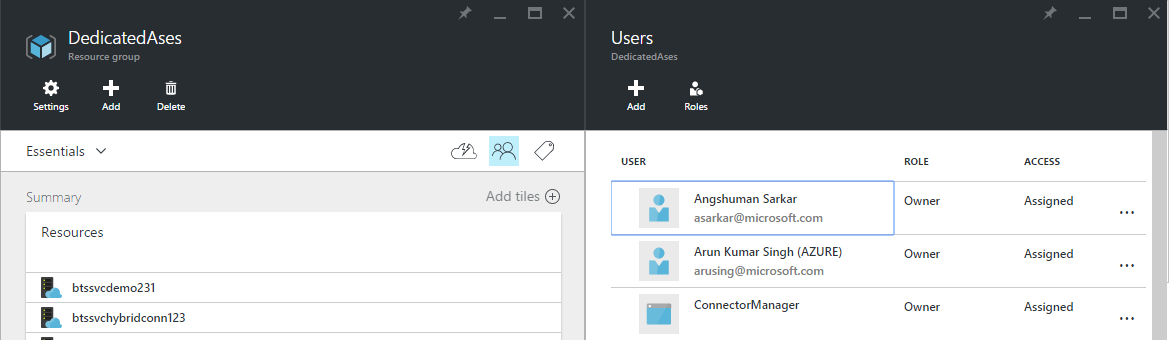 DedicatedAses
Resource group
Settings
Add
Delete
Essentials
Summary
Add tiles
Resources
btssvcdemo231
btssvchybridconn123
Users
DedicatedAses
Add
Roles
USER ROLE ACCESS
Angshuman Sarkar Owner Assigned ...
asarkar@microsoft.com
Arun Kumar Singh (AZURE) Owner Assigned ...
arusing@microsoft.com
ConnectorManager Owner Assigned ...